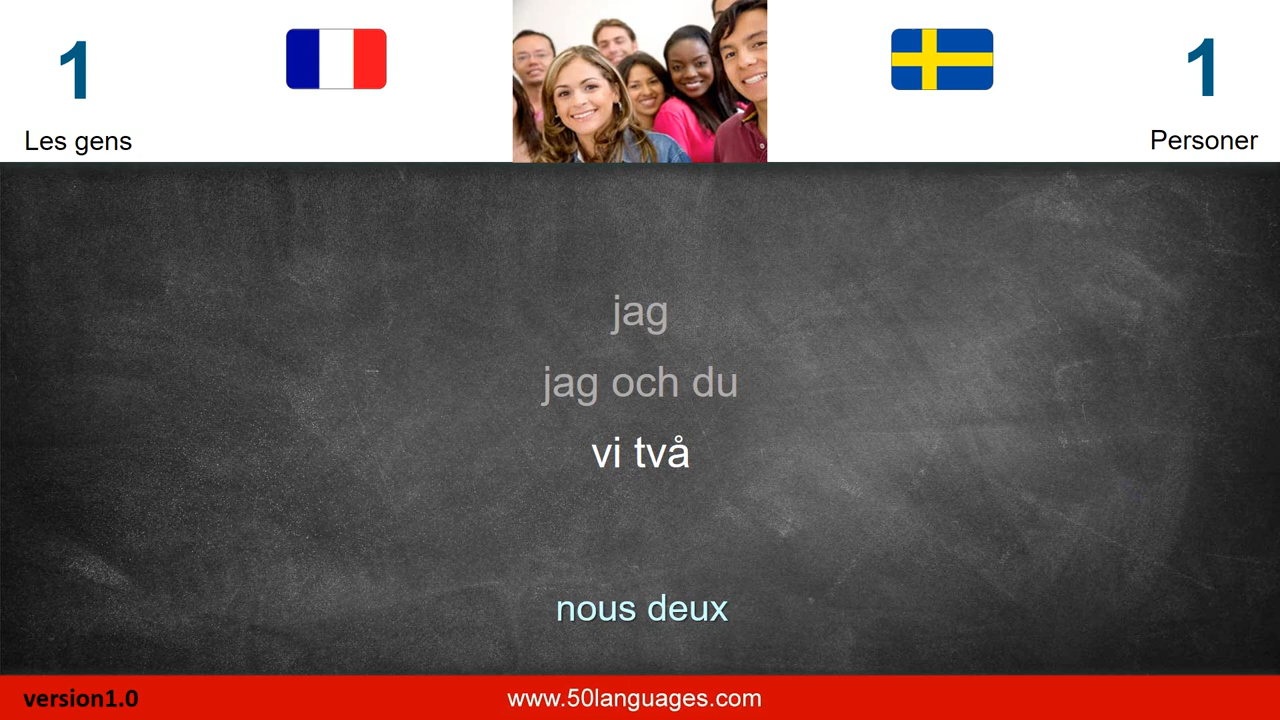 1
1
Les gens
Personer
jag
jag och du
vi två
nous deux
version1.0
www.50languages.com